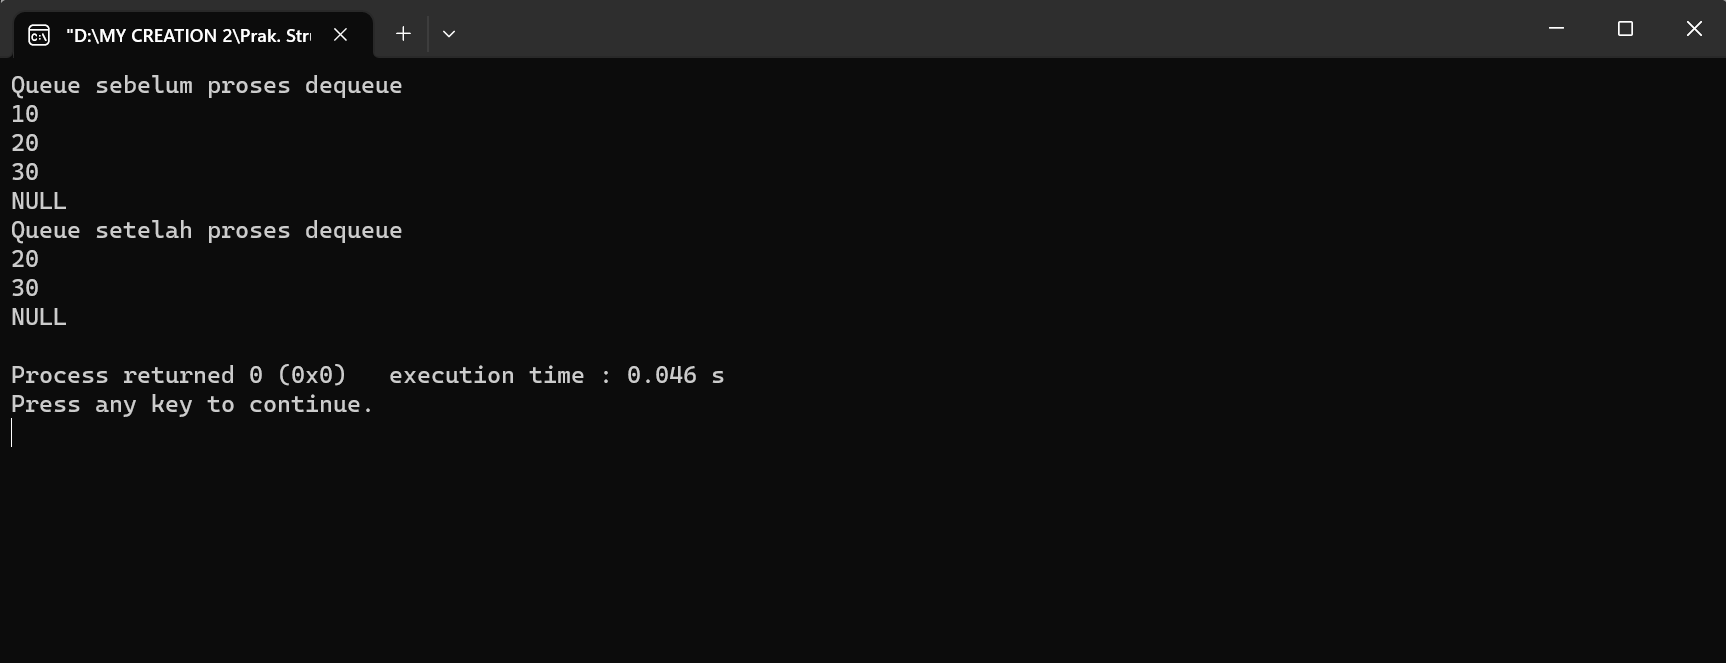 "D:\MY CREATION 2\Prak. Str
Queue sebelum proses dequeue
10
20
30
NULL
Queue setelah proses dequeue
20
30
NULL
Process returned 0 (0x0)   execution time : 0.046 s
Press any key to continue.